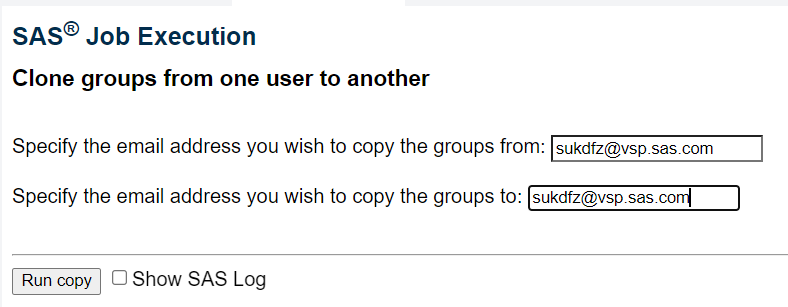 SAS® Job Execution
Clone groups from one user to another
Specify the email address you wish to copy the groups from: sukdfz@vsp.sas.com
Specify the email address you wish to copy the groups to: sukdfz@vsp.sas.com
Run copy Show SAS Log